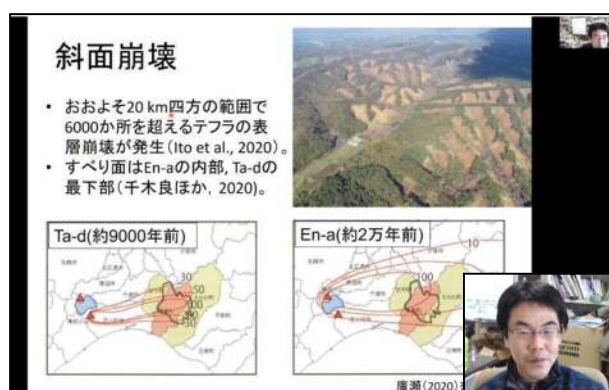 斜面崩壊
• おおよそ20 km四方の範囲で
6000か所を超えるテフラの表
層崩壊が発生(Ito et al., 2020)。
• すべり面はEn-aの内部, Ta-dの
最下部(千木良ほか, 2020)。
Ta-d(約9000年前)
30
50
En-a(約2万年前)
10
100
廣瀬(2020)